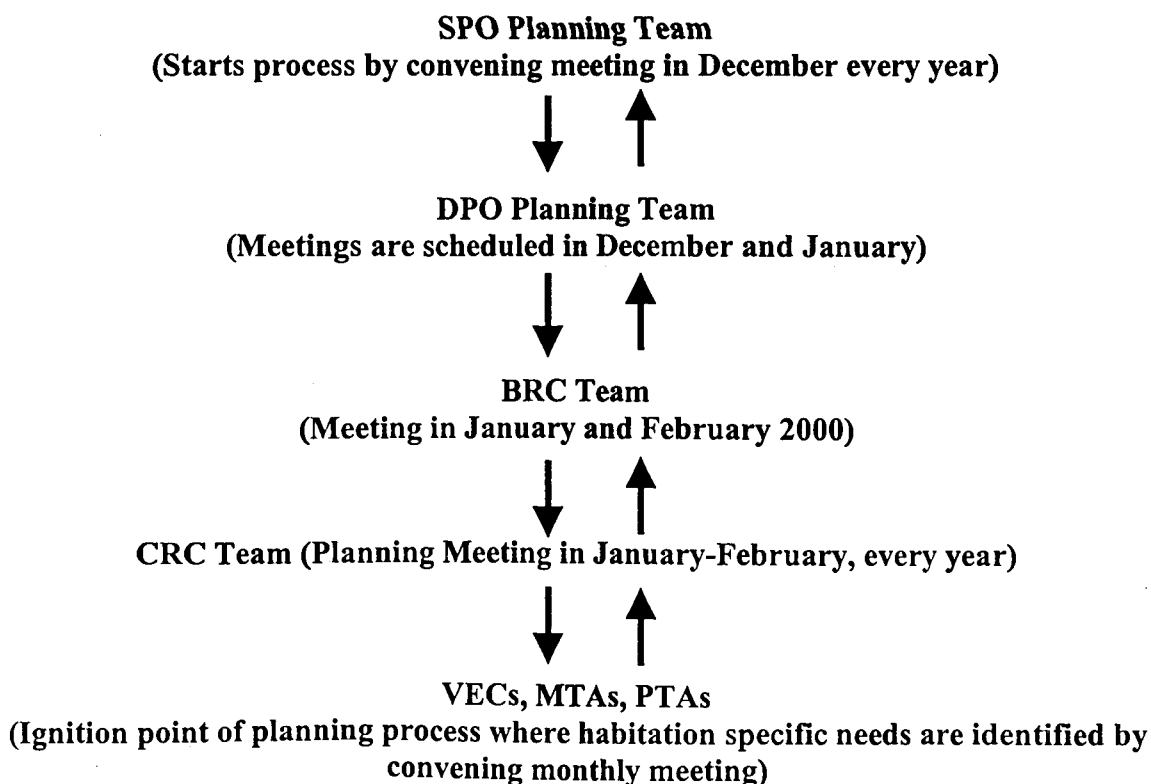 SPO Planning Team
(Starts process by convening meeting in December every year)
DPO Planning Team
(Meetings are scheduled in December and January)
BRC Team
(Meeting in January and February 2000)
CRC Team (Planning Meeting in January-February, every year)
VECs, MTAs, PTAs
(Ignition point of planning process where habitation specific needs are identified by
convening monthly meeting)